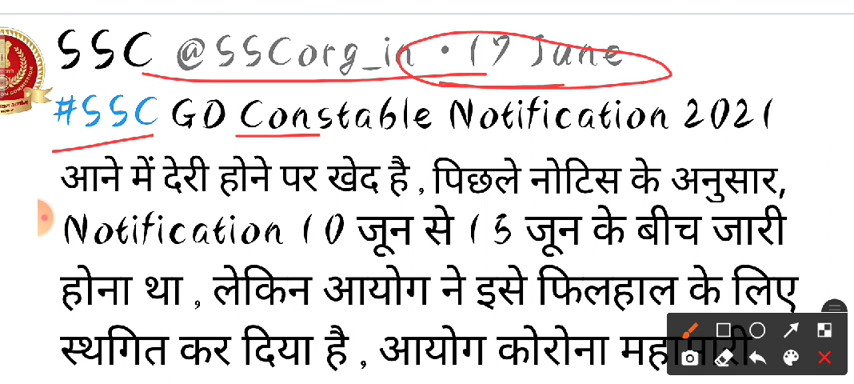 SSC @SSCorg_in · 17 June
#SSC GD Constable Notification 2021
आने में देरी होने पर खेद है , पिछले नोटिस के अनुसार,
Notification 10 जून से 15 जून के बीच जारी
होना था , लेकिन आयोग ने इसे फिलहाल के लिए
स्थगित कर दिया है , आयोग कोरोना महामारी